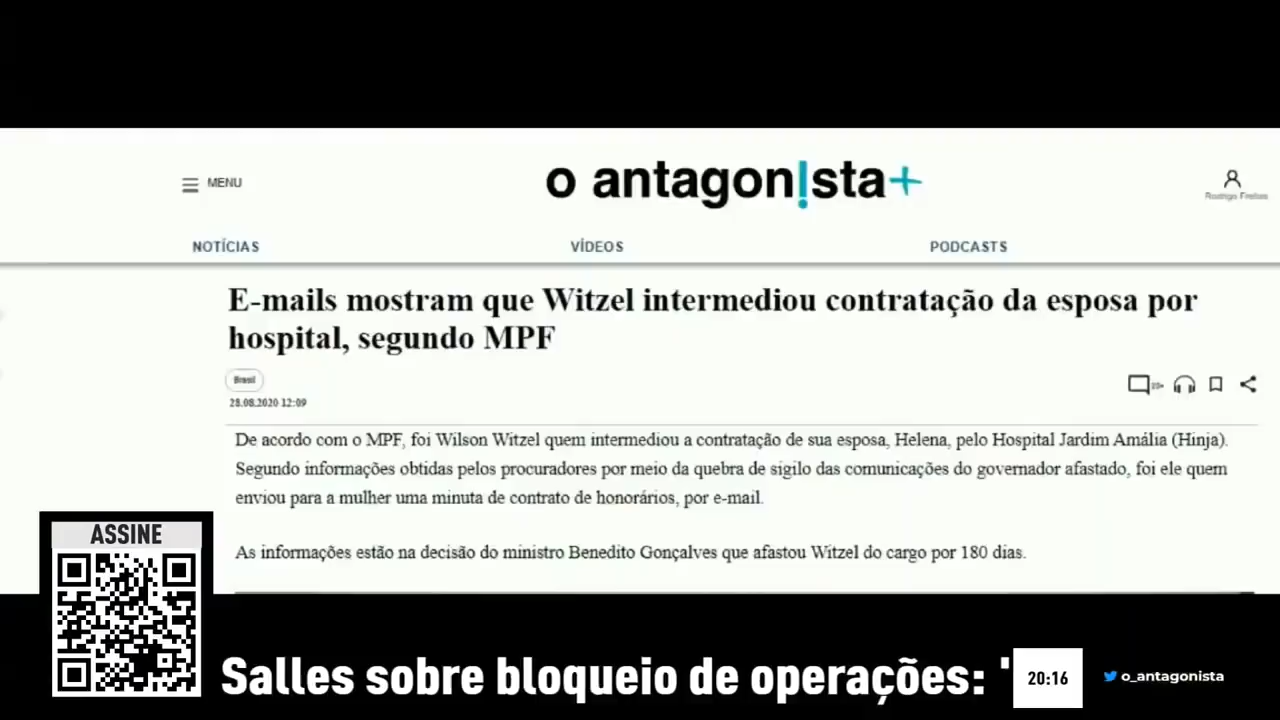 MENU
o antagon!sta+
Rodrigo Freitas
NOTÍCIAS
VÍDEOS
PODCASTS
E-mails mostram que Witzel intermediou contratação da esposa por
hospital, segundo MPF
Brasil
28.08.2020 12:09
De acordo com o MPF, foi Wilson Witzel quem intermediou a contratação de sua esposa, Helena, pelo Hospital Jardim Amália (Hinja).
Segundo informações obtidas pelos procuradores por meio da quebra de sigilo das comunicações do governador afastado, foi ele quem
enviou para a mulher uma minuta de contrato de honorários, por e-mail.
As informações estão na decisão do ministro Benedito Gonçalves que afastou Witzel do cargo por 180 dias.
ASSINE
Salles sobre bloqueio de operações: '
20:16
o_antagonista